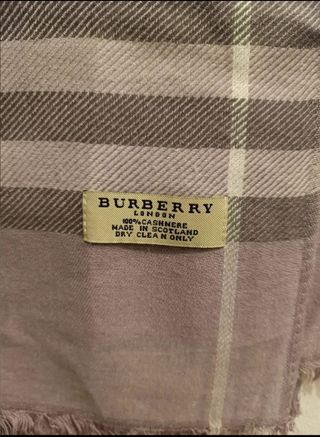 BURBERRY
LONDON
100% CASHMERE
MADE IN SCOTLAND
DRY CLEAN ONLY